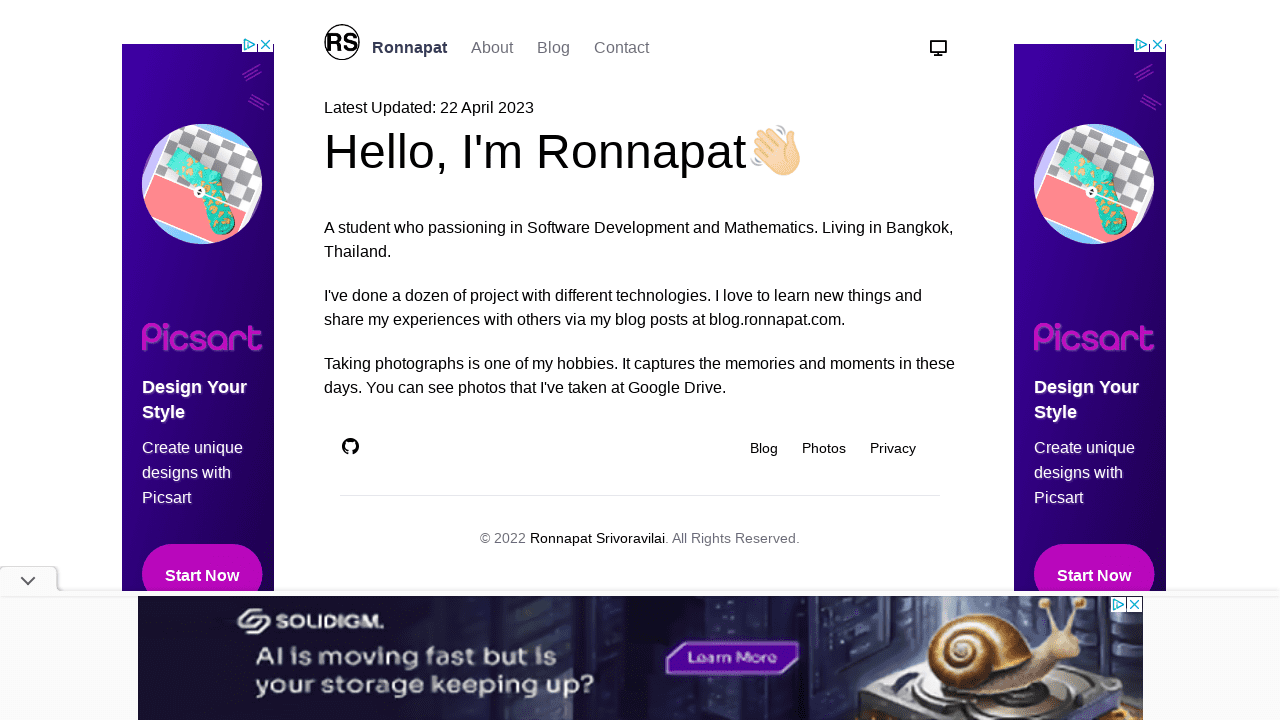 RS
Ronnapat About Blog Contact
Latest Updated: 22 April 2023
Hello, I'm Ronnapat
A student who passioning in Software Development and Mathematics. Living in Bangkok,
Thailand.
I've done a dozen of project with different technologies. I love to learn new things and
share my experiences with others via my blog posts at blog.ronnapat.com.
Taking photographs is one of my hobbies. It captures the memories and moments in these
days. You can see photos that I've taken at Google Drive.
Blog Photos Privacy
© 2022 Ronnapat Srivoravilai. All Rights Reserved.
Picsart
Design Your
Style
Create unique
designs with
Picsart
Start Now
Picsart
Design Your
Style
Create unique
designs with
Picsart
Start Now
SOLIDIGM.
AI is moving fast but is
your storage keeping up?
Learn More